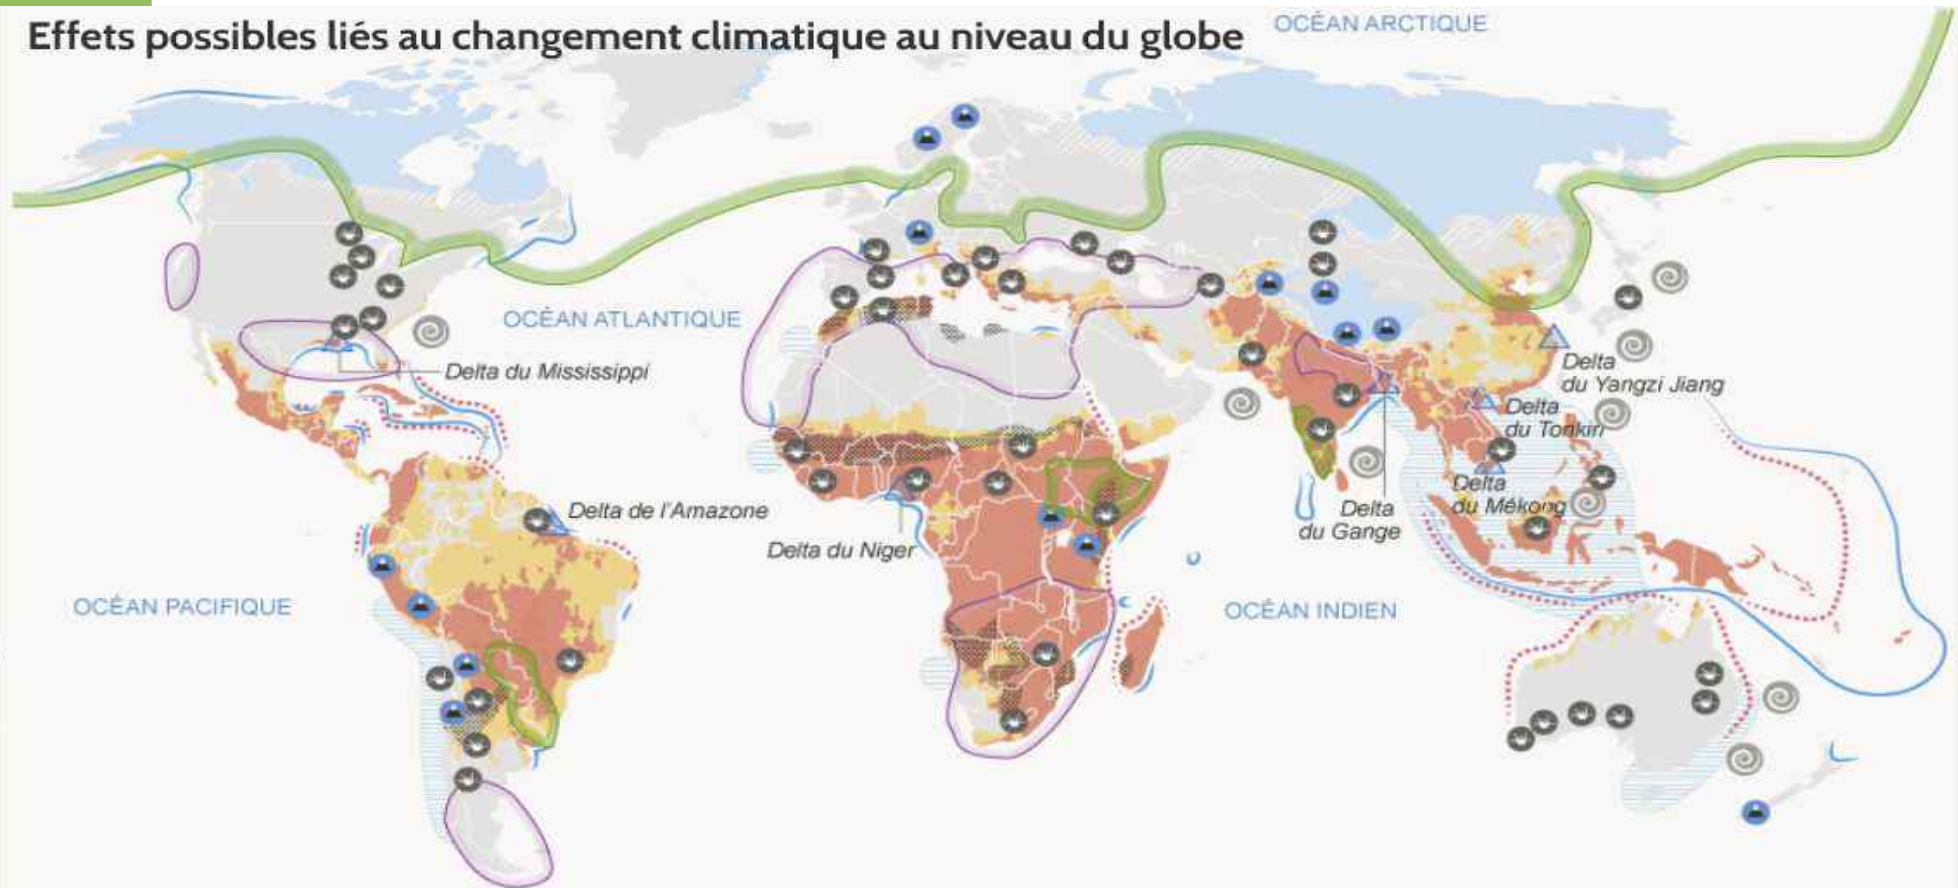 Effets possibles liés au changement climatique au niveau du globe
OCÉAN ARCTIQUE
OCÉAN ATLANTIQUE
Delta du Mississippi
Delta
du Yangzi Jiang
Delta
du Tonkin
Delta
du Mékong
Delta
du Gange
Delta de l'Amazone
Delta du Niger
OCÉAN PACIFIQUE
OCÉAN INDIEN